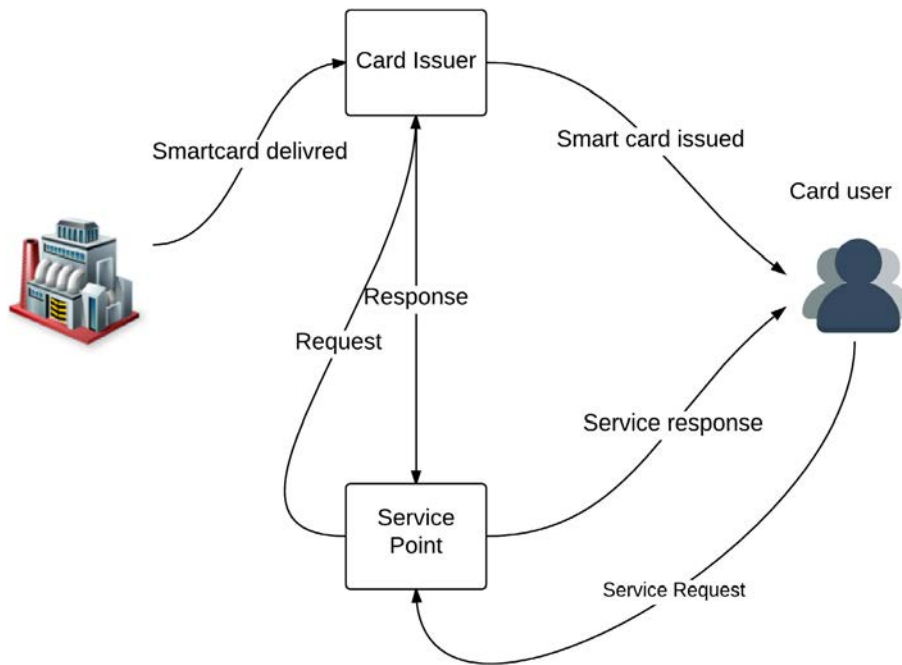 Card Issuer
Smartcard delivred
Smart card issued
Card user
Response
Request
Service response
Service
Point
Service Request